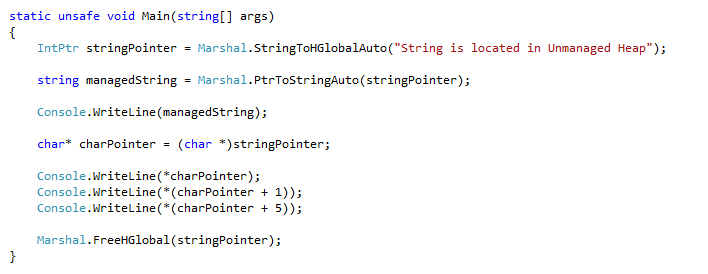 static unsafe void Main(string[] args)
{
    IntPtr stringPointer = Marshal.StringToHGlobalAuto("String is located in Unmanaged Heap");
    string managedString = Marshal.PtrToStringAuto(stringPointer);
    Console.WriteLine(managedString);
    char* charPointer = (char *)stringPointer;
    Console.WriteLine(*charPointer);
    Console.WriteLine(*(charPointer + 1));
    Console.WriteLine(*(charPointer + 5));
    Marshal.FreeHGlobal(stringPointer);
}